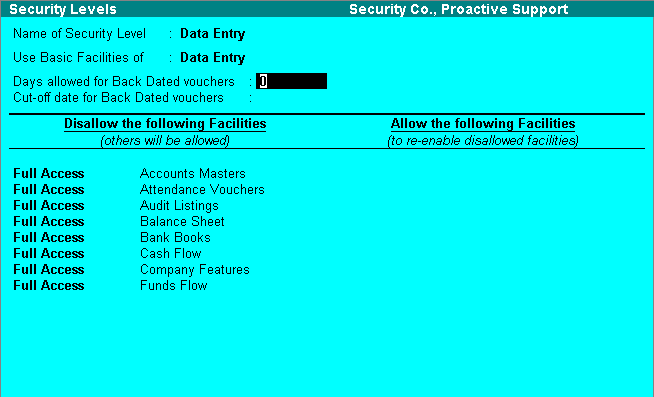 Security Levels Security Co., Proactive Support
Name of Security Level : Data Entry
Use Basic Facilities of : Data Entry
Days allowed for Back Dated vouchers : 0
Cut-off date for Back Dated vouchers :
Disallow the following Facilities Allow the following Facilities
(others will be allowed) (to re-enable disallowed facilities)
Full Access Accounts Masters
Full Access Attendance Vouchers
Full Access Audit Listings
Full Access Balance Sheet
Full Access Bank Books
Full Access Cash Flow
Full Access Company Features
Full Access Funds Flow